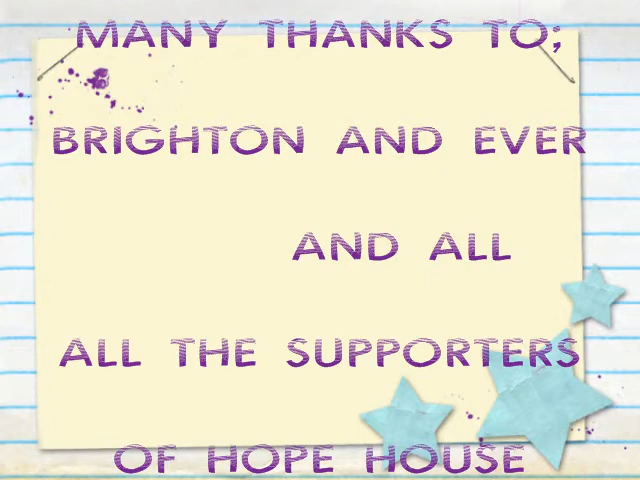 MANY THANKS TO;
BRIGHTON AND EVER
AND ALL
ALL THE SUPPORTERS
OF HOPE HOUSE